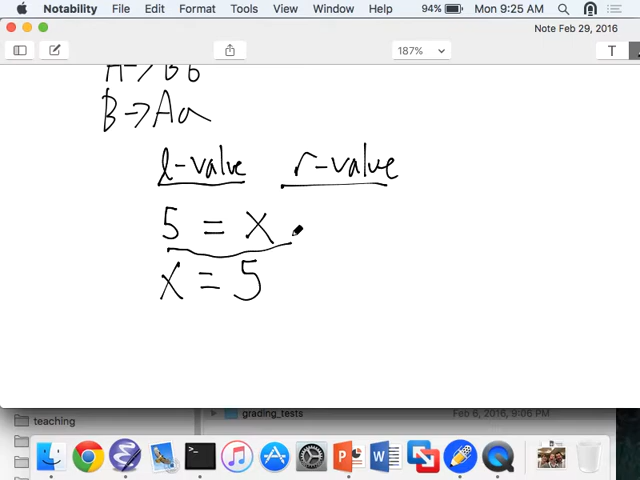 Notability File Edit Tools View Window Help 94% Mon 9:25 AM
Note Feb 29, 2016
187% T
A -> Bb
B -> Aa
l-value r-value
5 = x
x = 5
teaching grading_tests Feb 6, 2016, 9:06 PM